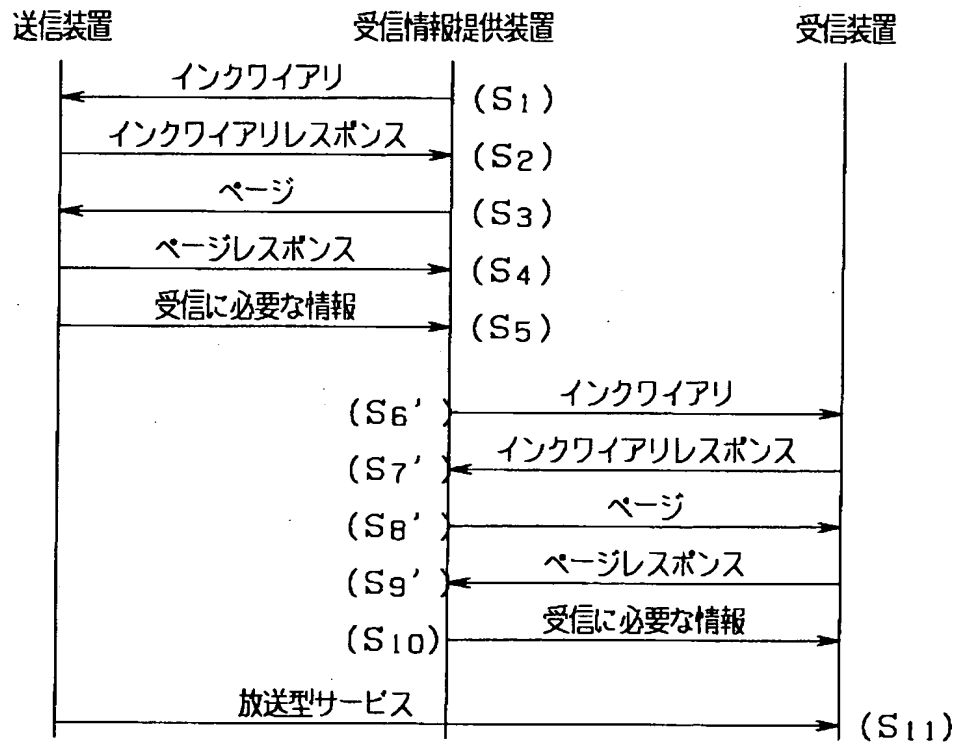 送信装置 受信情報提供装置 受信装置
インクワイアリ (S1)
インクワイアリレスポンス (S2)
ページ (S3)
ページレスポンス (S4)
受信に必要な情報 (S5)
(S6') インクワイアリ
(S7') インクワイアリレスポンス
(S8') ページ
(S9') ページレスポンス
(S10) 受信に必要な情報
放送型サービス (S11)